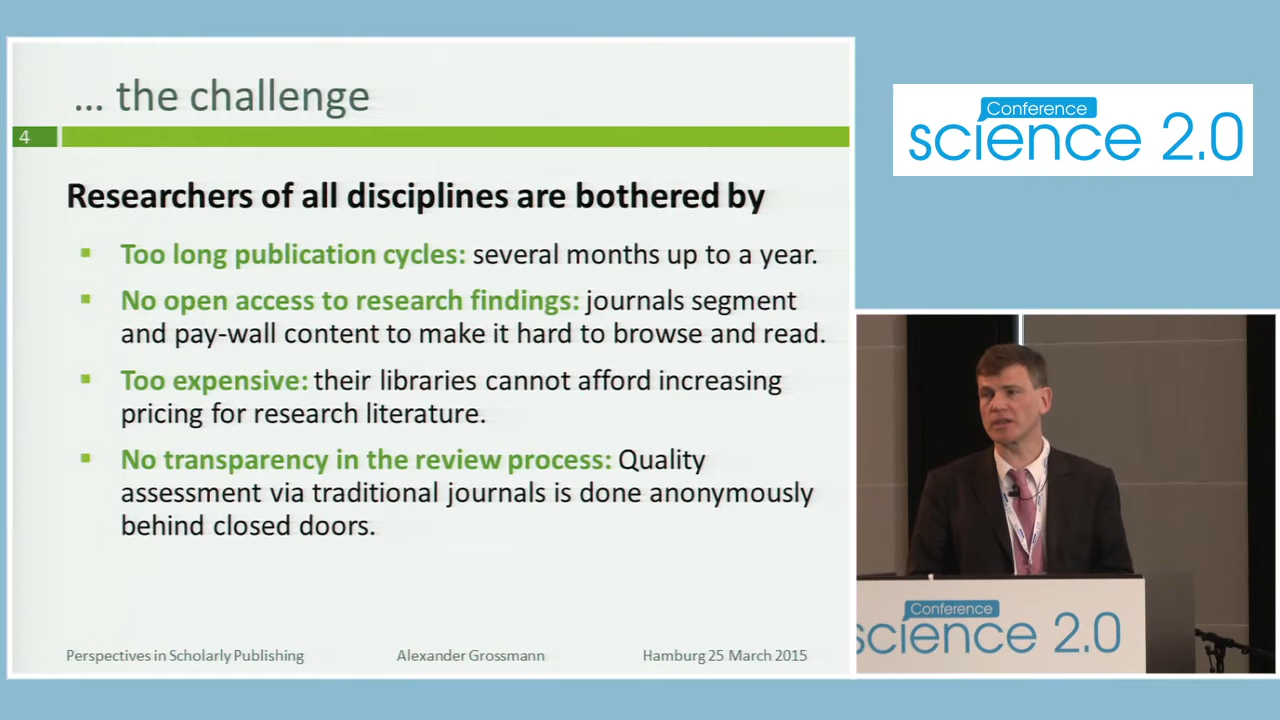 ... the challenge
4
Researchers of all disciplines are bothered by
Too long publication cycles: several months up to a year.
No open access to research findings: journals segment
and pay-wall content to make it hard to browse and read.
Too expensive: their libraries cannot afford increasing
pricing for research literature.
No transparency in the review process: Quality
assessment via traditional journals is done anonymously
behind closed doors.
Perspectives in Scholarly Publishing
Alexander Grossmann
Hamburg 25 March 2015
Conference
science 2.0
Conference
science 2.0